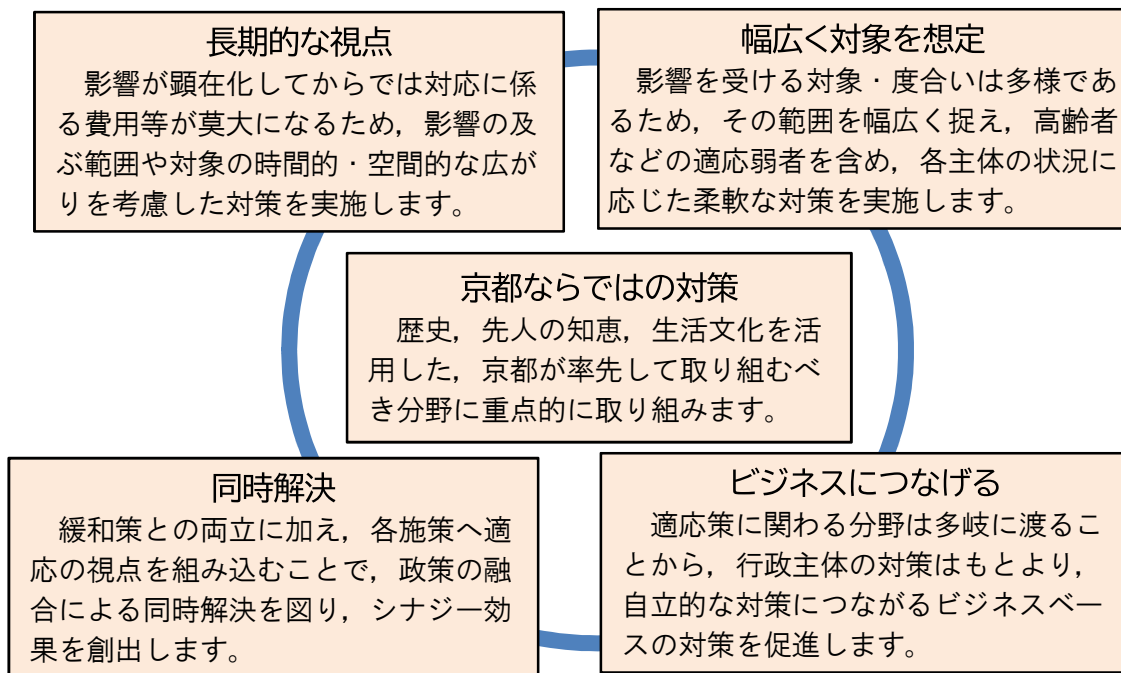 長期的な視点
影響が顕在化してからでは対応に係
る費用等が莫大になるため，影響の及
ぶ範囲や対象の時間的・空間的な広が
りを考慮した対策を実施します。
幅広く対象を想定
影響を受ける対象・度合いは多様であ
るため，その範囲を幅広く捉え，高齢者
などの適応弱者を含め，各主体の状況に
応じた柔軟な対策を実施します。
京都ならではの対策
歴史，先人の知恵，生活文化を活
用した，京都が率先して取り組むべ
き分野に重点的に取り組みます。
同時解決
緩和策との両立に加え，各施策へ適
応の視点を組み込むことで，政策の融
合による同時解決を図り，シナジー効
果を創出します。
ビジネスにつなげる
適応策に関わる分野は多岐に渡るこ
とから，行政主体の対策はもとより，
自立的な対策につながるビジネスベー
スの対策を促進します。